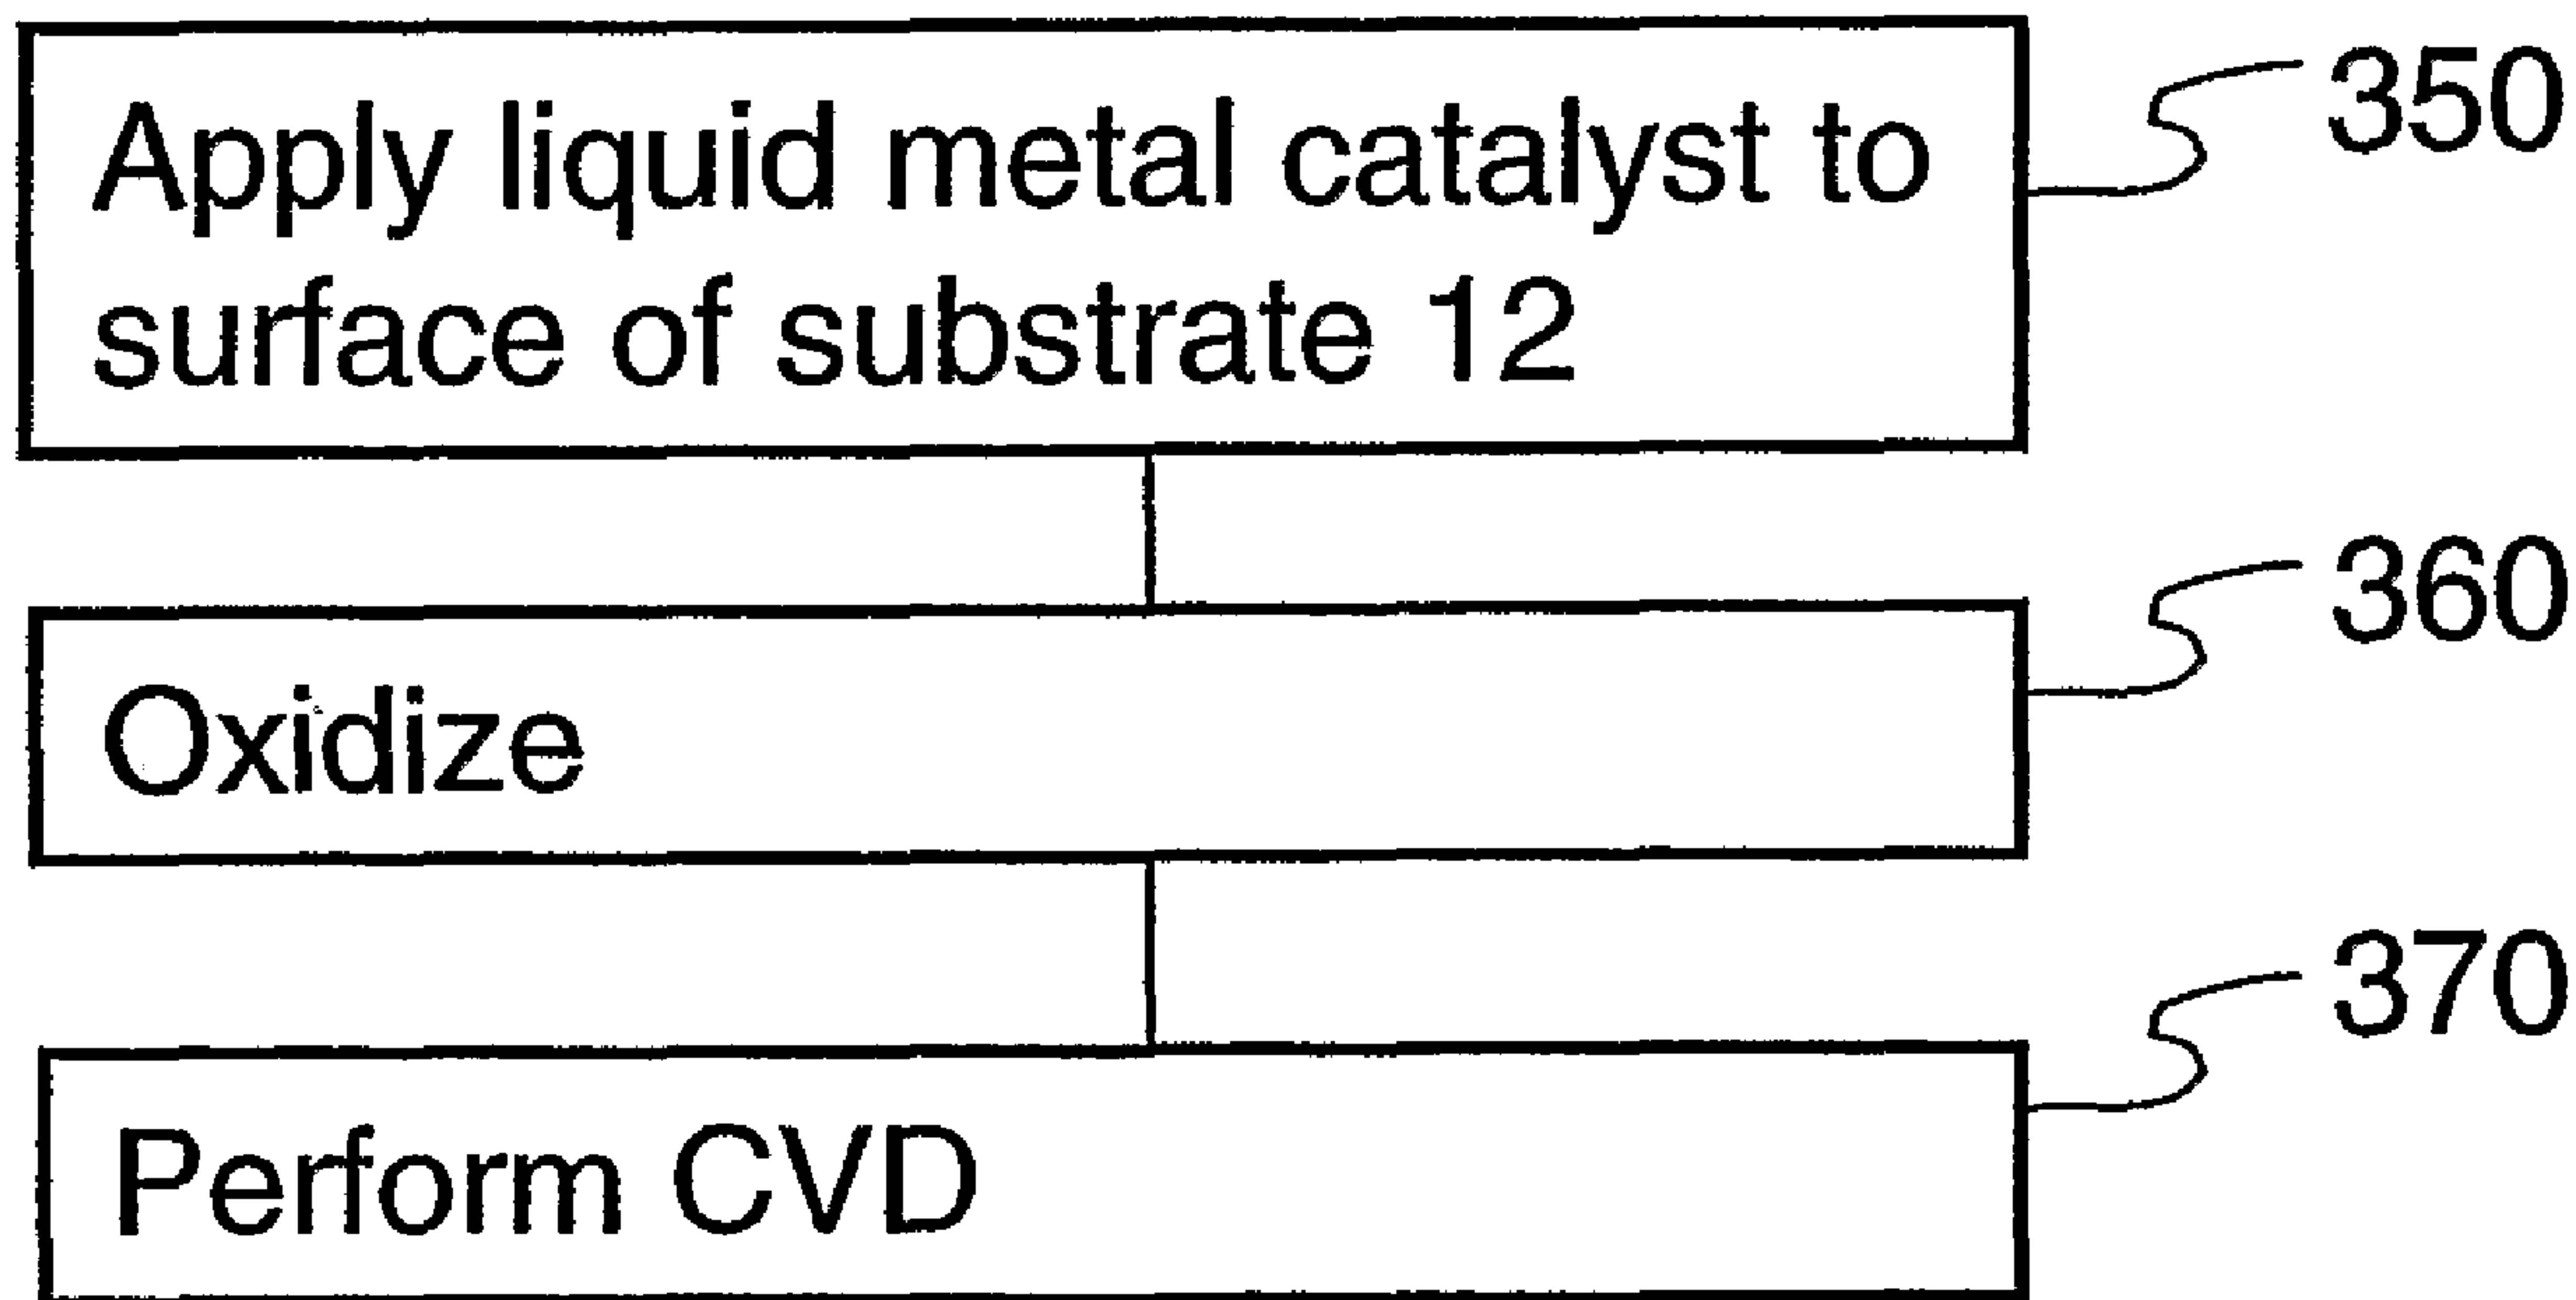 Apply liquid metal catalyst to
surface of substrate 12
350
Oxidize
360
Perform CVD
370